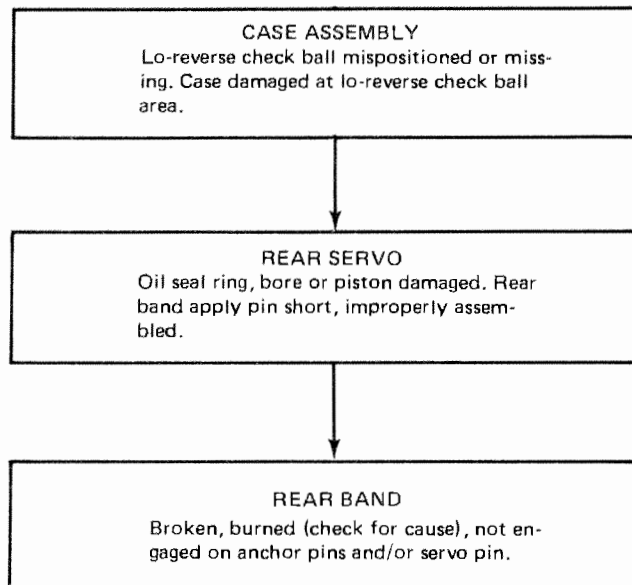 CASE ASSEMBLY
Lo-reverse check ball mispositioned or miss-
ing. Case damaged at lo-reverse check ball
area.
REAR SERVO
Oil seal ring, bore or piston damaged. Rear
band apply pin short, improperly assem-
bled.
REAR BAND
Broken, burned (check for cause), not en-
gaged on anchor pins and/or servo pin.